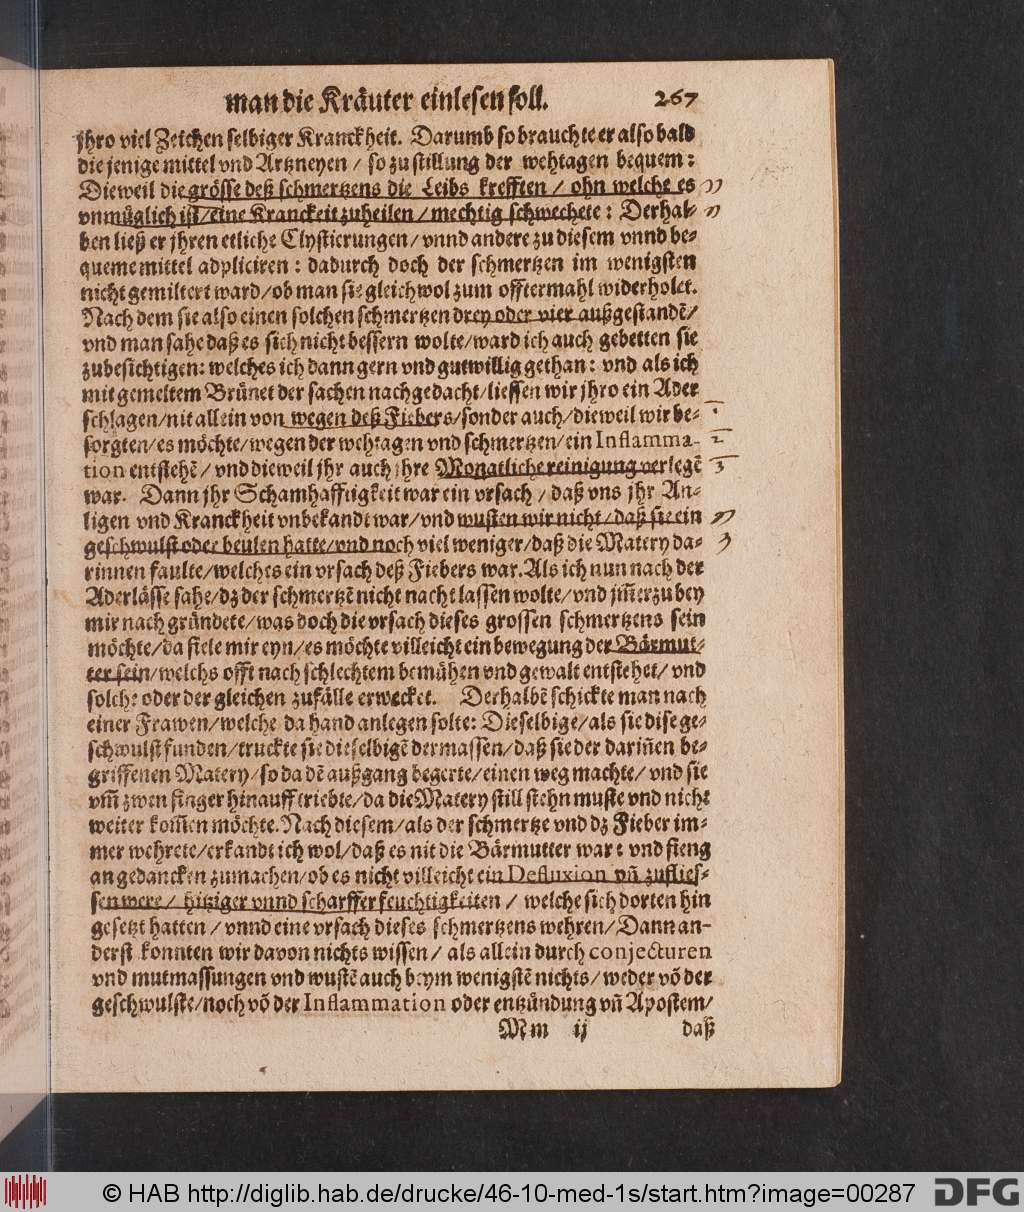 man die Kräuter einlesen soll. 267
jhro viel Zeichen selbiger Kranckheit. Darumb so brauchte er also bald
die jenige mittel vnd Artzneyen / so zu stillung der wehtagen bequem:
Dieweil die grösse deß schmertzens die Leibs krefften / ohn welche es
vnmüglich ist / eine Kranckeit zuheilen / mechtig schwechete: Derhal-
ben ließ er jhren etliche Clystierungen / vnnd andere zu diesem vnnd be-
queme mittel adpliciren: dadurch doch der schmertzen im wenigsten
nicht gemiltert ward / ob man sie gleichwol zum offtermahl widerholet.
Nach dem sie also einen solchen schmertzen drey oder vier außgestandẽ /
vnd man sahe daß es sich nicht bessern wolte / ward ich auch gebetten sie
zubesichtigen: welches ich dann gern vnd gutwillig gethan: vnd als ich
mit gemeltem Brünet der sachen nachgedacht / liessen wir jhro ein Ader
schlagen / nit allein von wegen deß Fiebers / sonder auch / dieweil wir be-
sorgten / es möchte / wegen der wehtagen vnd schmertzen / ein Inflamma-
tion entstehẽ / vnd dieweil jhr auch jhre Monatliche reinigung verlegẽ
war. Dann jhr Schamhafftigkeit war ein vrsach / daß vns jhr An-
ligen vnd Kranckheit vnbekandt war / vnd wusten wir nicht / daß sie ein
geschwulst oder beulen hatte / vnd noch viel weniger / daß die Matery da-
rinnen faulte / welches ein vrsach deß Fiebers war. Als ich nun nach der
Aderlässe sahe / dz der schmertzẽ nicht nacht lassen wolte / vnd jm̃erzu bey
mir nach gründete / was doch die vrsach dieses grossen schmertzens sein
möchte / da fiele mir eyn / es möchte villeicht ein bewegung der Bärmut-
ter sein / welchs offt nach schlechtem bemühen vnd gewalt entstehet / vnd
solche oder der gleichen zufälle erwecket. Derhalbẽ schickte man nach
einer Frawen / welche da hand anlegen solte: Dieselbige / als sie dise ge-
schwulst funden / truckte sie dieselbigẽ dermassen / daß sie der dariñen be-
griffenen Matery / so da dẽ außgang begerte / einen weg machte / vnd sie
vm̃ zwen finger hinauff triebte / da die Matery still stehn muste vnd nicht
weiter kom̃en möchte. Nach diesem / als der schmertze vnd dz Fieber im-
mer wehrete / erkandt ich wol / daß es nit die Bärmutter war: vnd fieng
an gedancken zumachen / ob es nicht villeicht ein Defluxion vñ zuflies-
sen were / hitziger vnnd scharffer feuchtigkeiten / welche sich dorten hin
gesetzt hatten / vnnd eine vrsach dieses schmertzens wehren / Dann an-
derst konnten wir davon nichts wissen / als allein durch conjecturen
vnd mutmassungen vnd wustẽ auch beym wenigstẽ nichts / weder võ der
geschwulste / noch võ der Inflammation oder entzündung vñ Apostem /
Mm ij daß
© HAB http://diglib.hab.de/drucke/46-10-med-1s/start.htm?image=00287 DFG